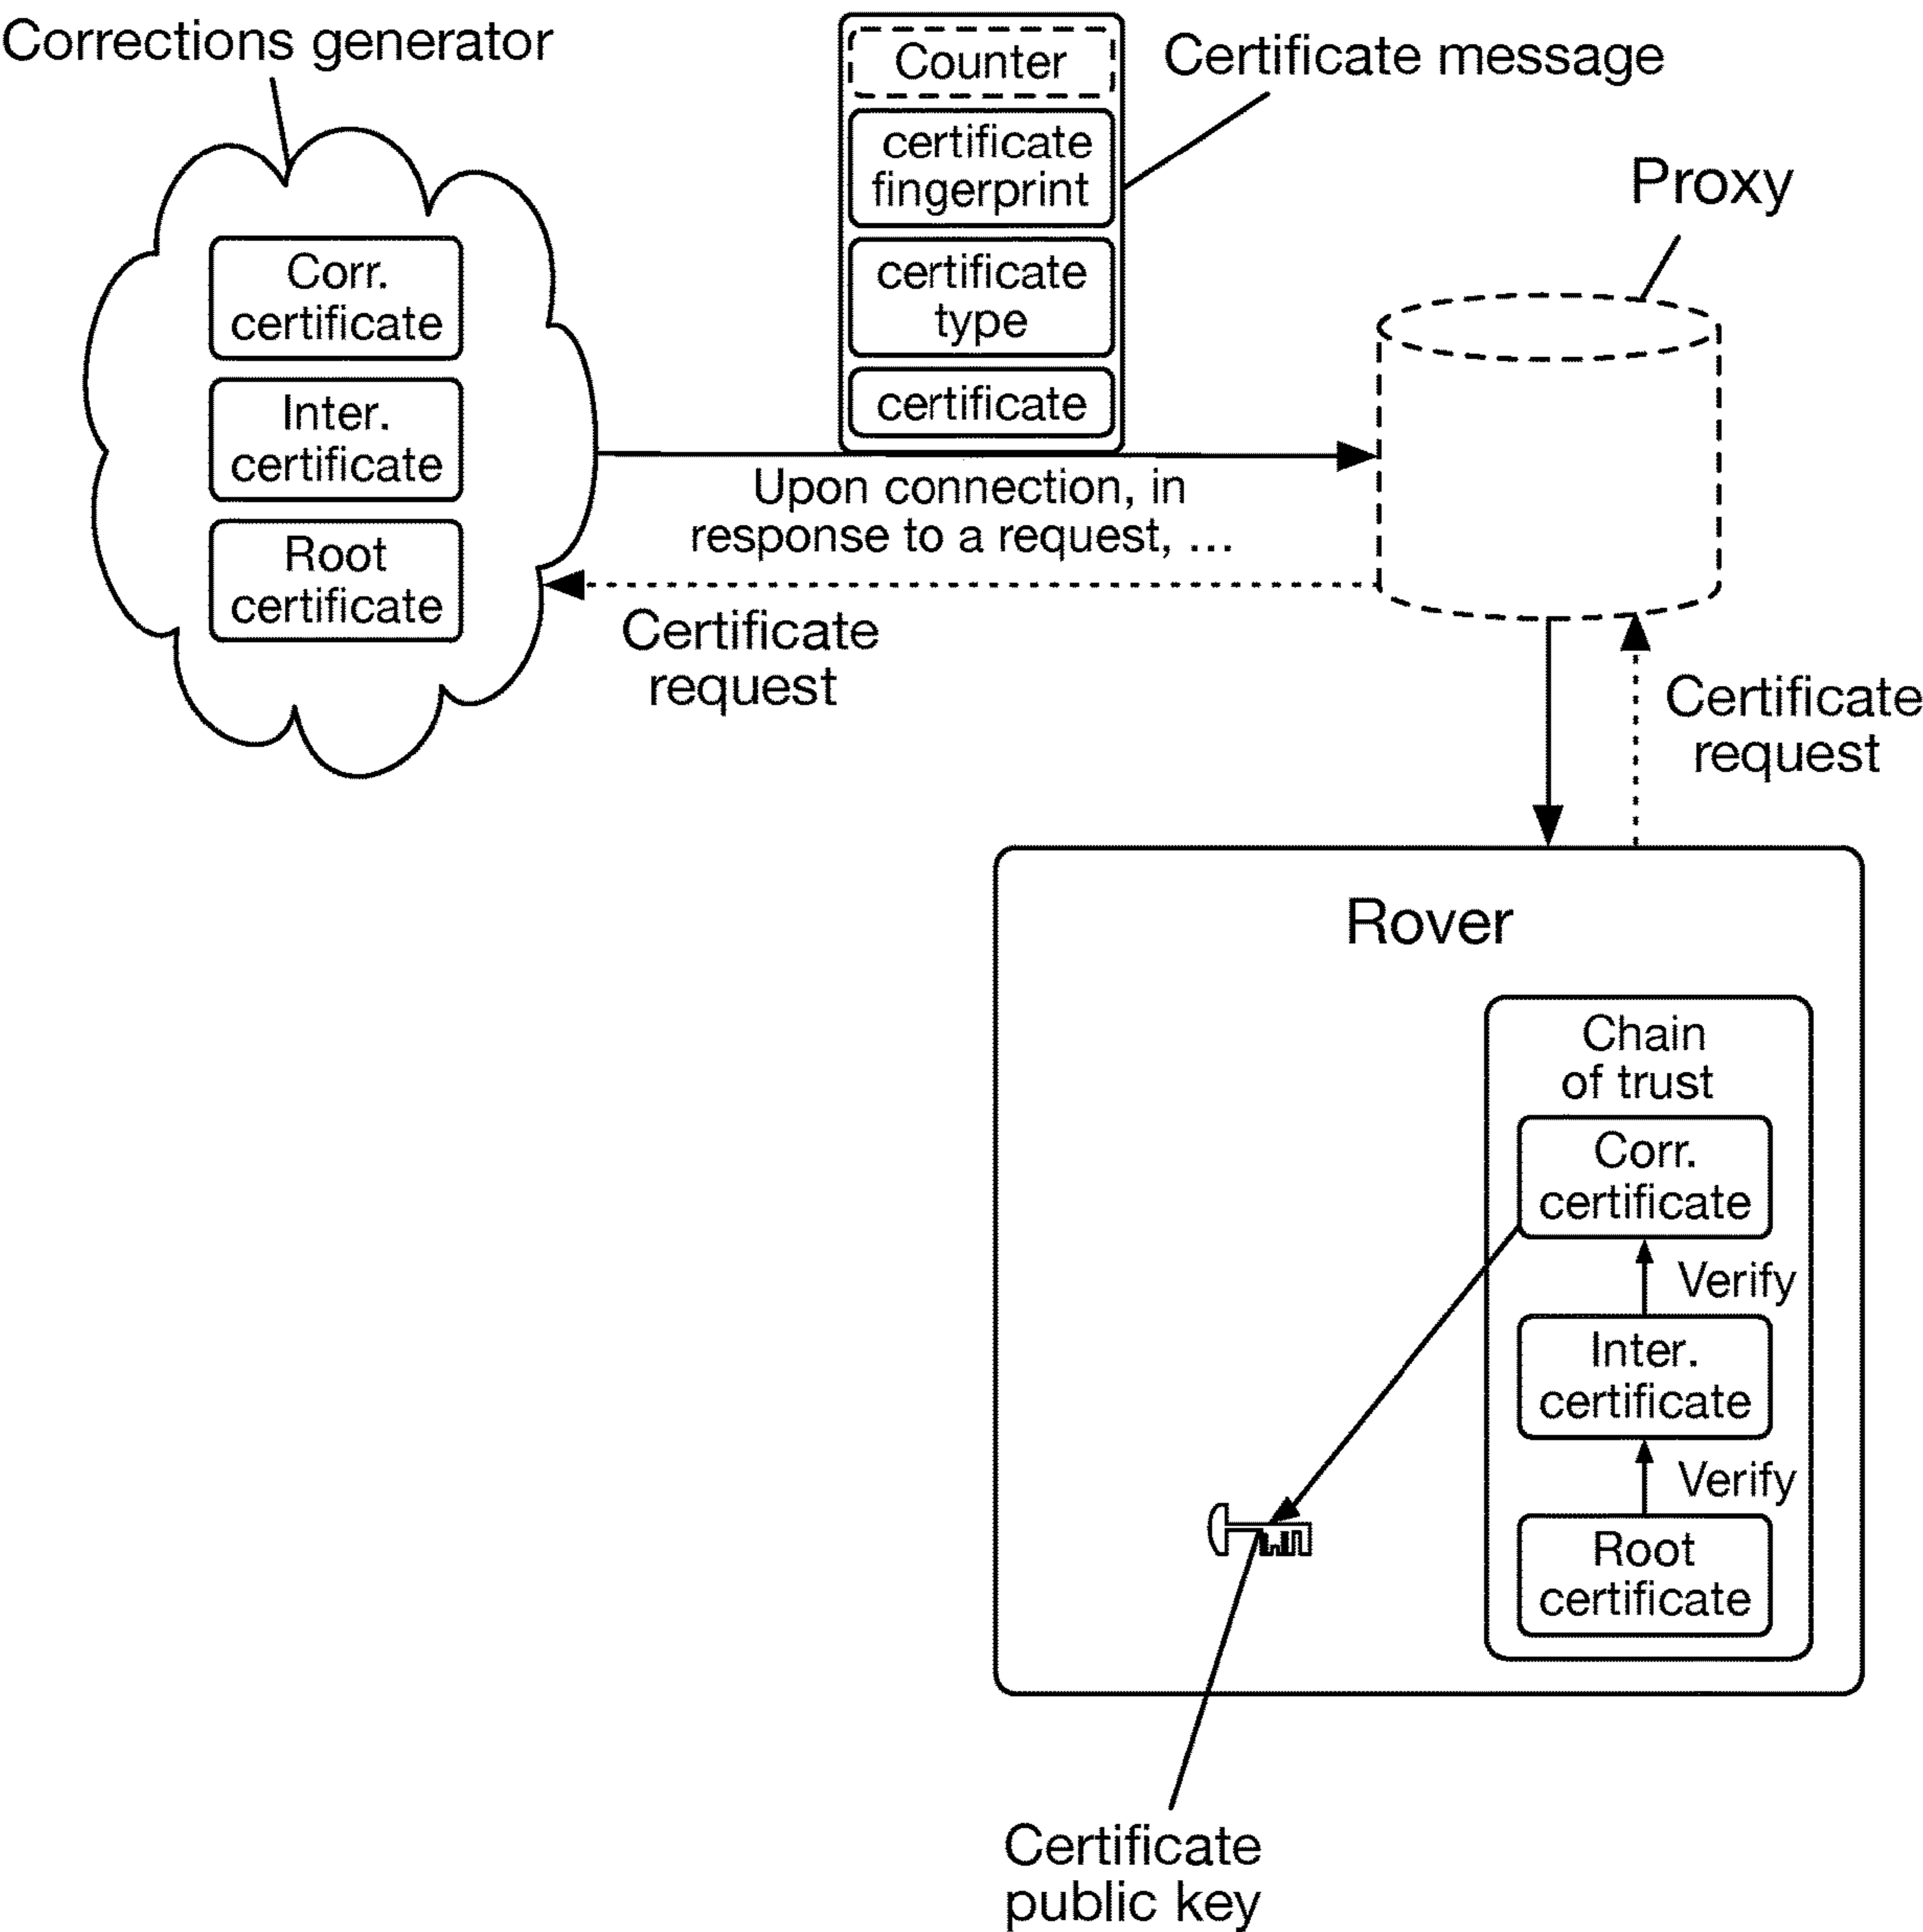 Corrections generator
Counter
certificate
fingerprint
certificate
type
certificate
Certificate message
Proxy
Corr.
certificate
Inter.
certificate
Root
certificate
Upon connection, in
response to a request, ...
Certificate
request
Certificate
request
Rover
Chain
of trust
Corr.
certificate
Verify
Inter.
certificate
Verify
Root
certificate
Certificate
public key